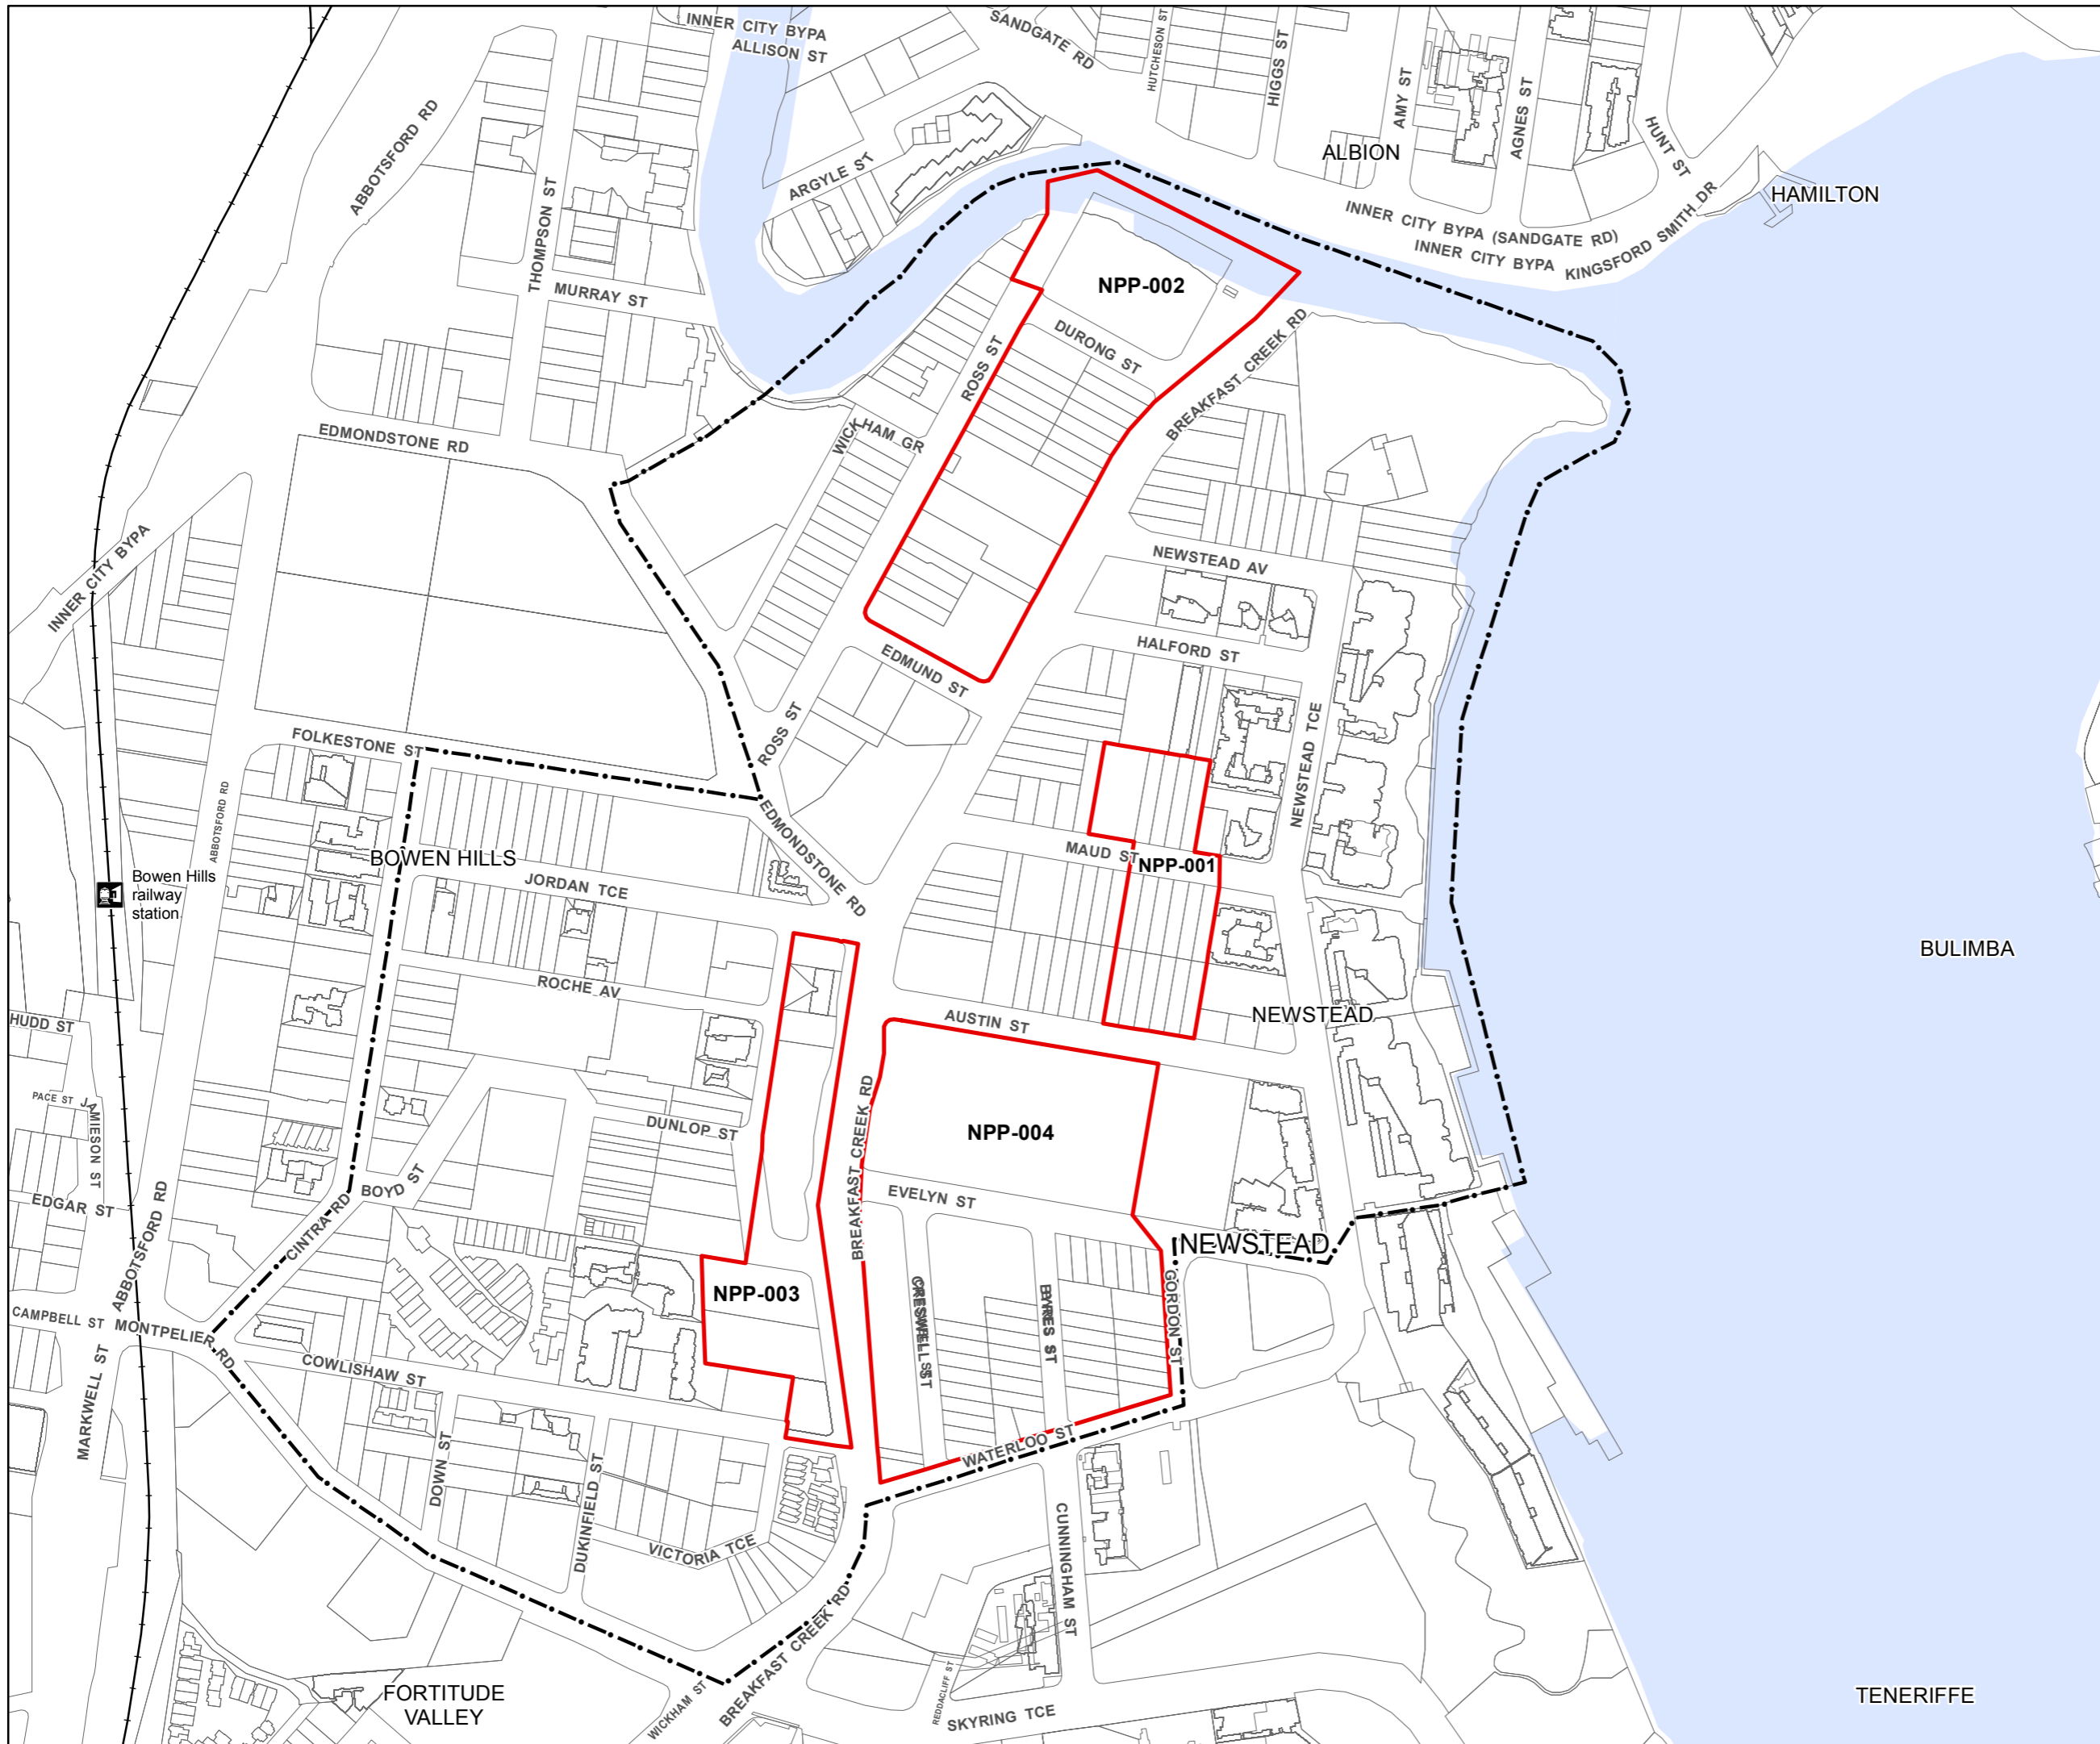 INNER CITY BYPA
ALLISON ST
SANDGATE RD
HUTCHESON ST
HIGGS ST
AMY ST
AGNES ST
HUNT ST
ALBION
HAMILTON
ABBOTSFORD RD
THOMPSON ST
ARGYLE ST
INNER CITY BYPA (SANDGATE RD)
INNER CITY BYPA
KINGSFORD SMITH DR
MURRAY ST
NPP-002
DURONG ST
ROSS ST
BREAKFAST CREEK RD
EDMONDSTONE RD
WICKHAM GR
INNER CITY BYPA
NEWSTEAD AV
HALFORD ST
EDMUND ST
ROSS ST
FOLKESTONE ST
NEWSTEAD TCE
ABBOTSFORD RD
EDMONDSTONE RD
BOWEN HILLS
Bowen Hills
railway
station
JORDAN TCE
MAUD ST
NPP-001
BULIMBA
ROCHE AV
AUSTIN ST
NEWSTEAD
HUDD ST
PACE ST
JAMIESON ST
DUNLOP ST
BREAKFAST CREEK RD
NPP-004
EDGAR ST
BOYD ST
CINTRA RD
EVELYN ST
ABBOTSFORD RD
NEWSTEAD
NPP-003
GORDON ST
CAMPBELL ST
MONTPELIER RD
COWLISHAW ST
MARKWELL ST
DOWN ST
DUKINFIELD ST
WATERLOO ST
VICTORIA TCE
CUNNINGHAM ST
BREAKFAST CREEK RD
WICKHAM ST
REDDACLIFF ST
SKYRING TCE
FORTITUDE
VALLEY
TENERIFFE